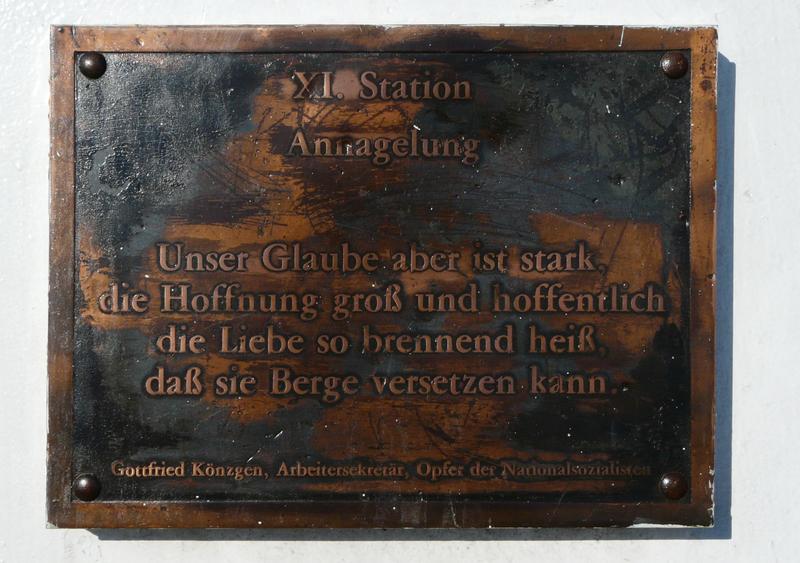 XI. Station
Annagelung
Unser Glaube aber ist stark,
die Hoffnung groß und hoffentlich
die Liebe so brennend heiß,
daß sie Berge versetzen kann.
Gottfried Könzgen, Arbeitersekretär, Opfer der Nationalsozialisten